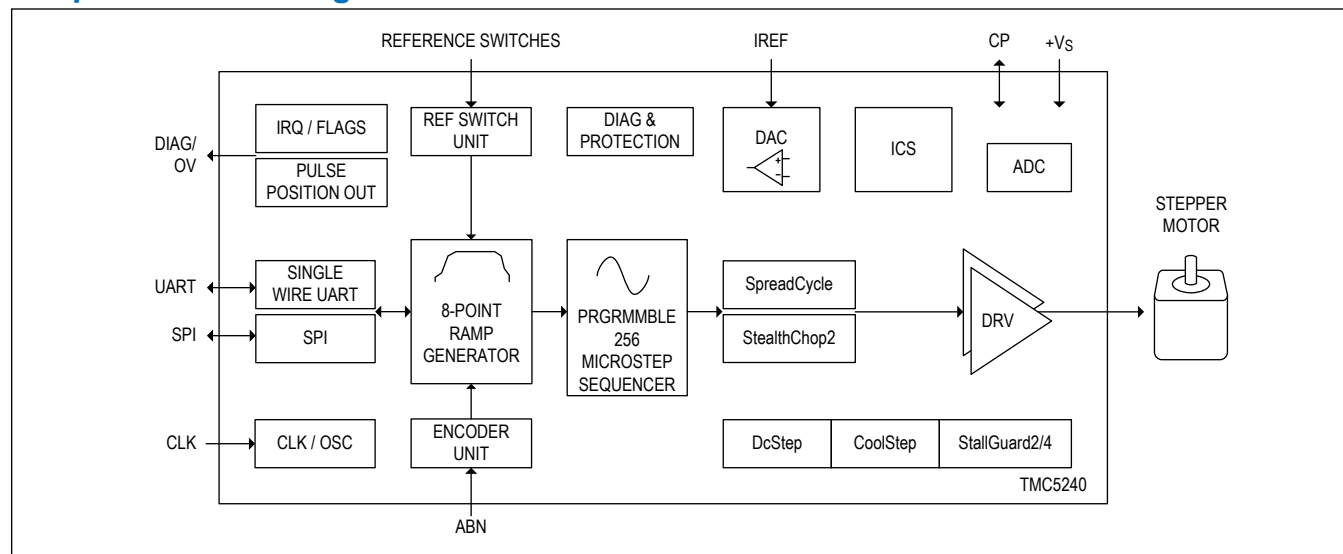 REFERENCE SWITCHES
IREF
CP
+VS
IRQ / FLAGS
REF SWITCH
UNIT
DIAG &
PROTECTION
DAC
+
-
ICS
ADC
DIAG/
OV
PULSE
POSITION OUT
STEPPER
MOTOR
UART
SINGLE
WIRE UART
SPI
SPI
8-POINT
RAMP
GENERATOR
PRGRMMBLE
256
MICROSTEP
SEQUENCER
SpreadCycle
StealthChop2
DRV
CLK
CLK / OSC
ENCODER
UNIT
DcStep
CoolStep
StallGuard2/4
TMC5240
ABN